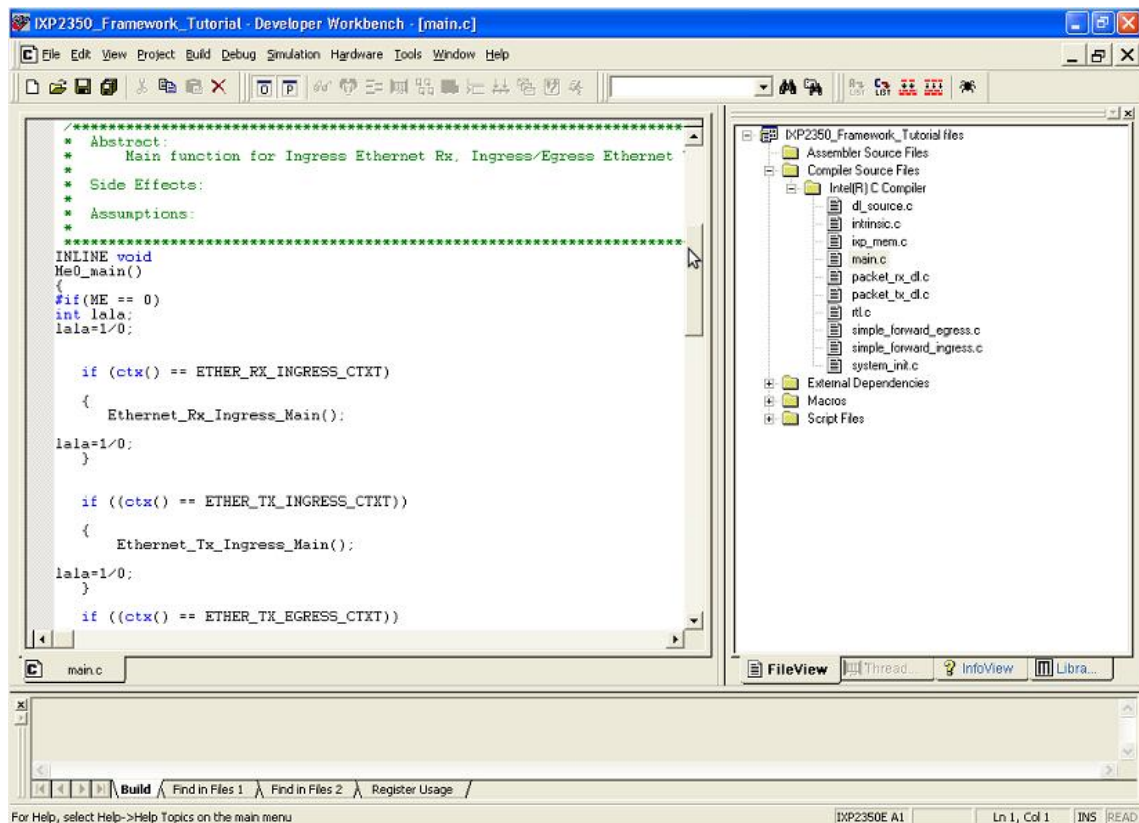 IXP2350_Framework_Tutorial - Developer Workbench - [main.c]
File Edit View Project Build Debug Simulation Hardware Tools Window Help
/*********************************************************************
* Abstract:
* Main function for Ingress Ethernet Rx, Ingress/Egress Ethernet
*
* Side Effects:
*
* Assumptions:
*
*********************************************************************
INLINE void
Me0_main()
{
#if(ME == 0)
int lala;
lala=1/0;
if (ctx() == ETHER_RX_INGRESS_CTXT)
{
Ethernet_Rx_Ingress_Main();
lala=1/0;
}
if ((ctx() == ETHER_TX_INGRESS_CTXT))
{
Ethernet_Tx_Ingress_Main();
lala=1/0;
}
if ((ctx() == ETHER_TX_EGRESS_CTXT))
main.c
IXP2350_Framework_Tutorial files
Assembler Source Files
Compiler Source Files
Intel(R) C Compiler
dl_source.c
intrinsic.c
ixp_mem.c
main.c
packet_rx_dl.c
packet_tx_dl.c
rtl.c
simple_forward_egress.c
simple_forward_ingress.c
system_init.c
External Dependencies
Macros
Script Files
FileView Thread... InfoView Libra...
Build Find in Files 1 Find in Files 2 Register Usage
For Help, select Help->Help Topics on the main menu IXP2350E A1 Ln 1, Col 1 INS READ